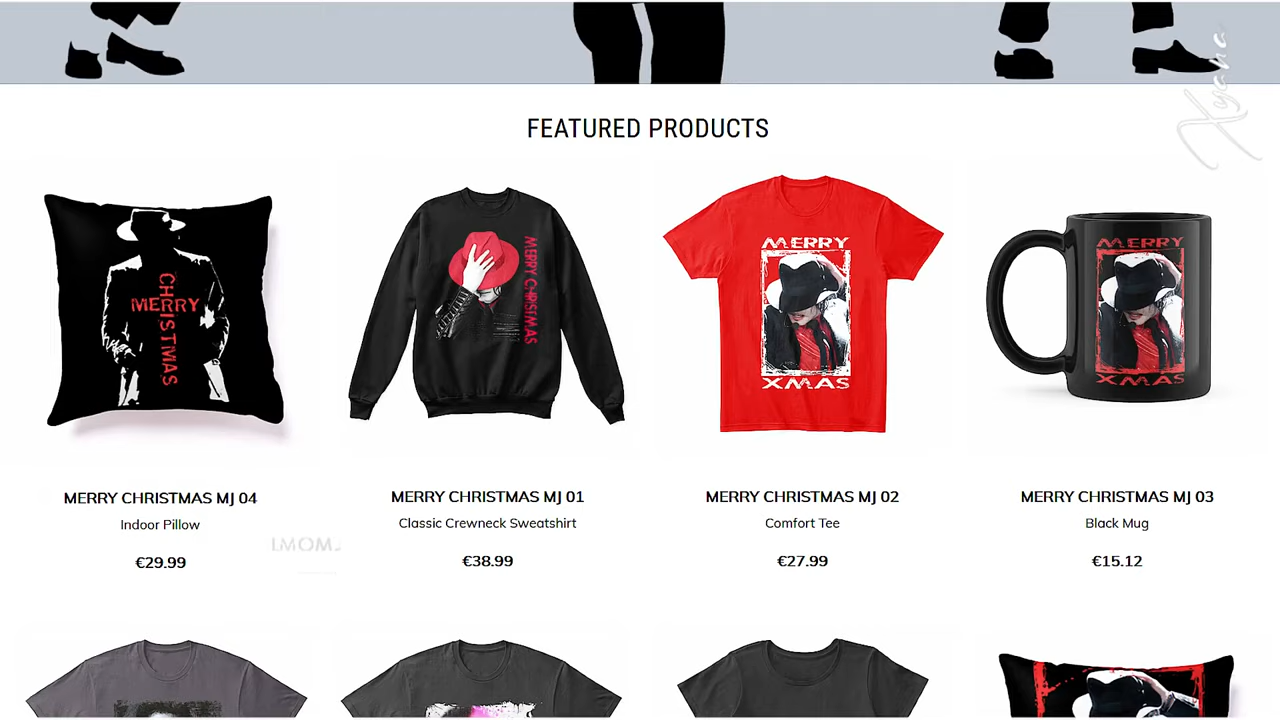 Xyaha
FEATURED PRODUCTS
MERRY
CHRISTMAS
MERRY CHRISTMAS
MERRY
XMAS
MERRY
XMAS
MERRY CHRISTMAS MJ 04
MERRY CHRISTMAS MJ 01
MERRY CHRISTMAS MJ 02
MERRY CHRISTMAS MJ 03
Indoor Pillow
Classic Crewneck Sweatshirt
Comfort Tee
Black Mug
LMOMJ
€29.99
€38.99
€27.99
€15.12